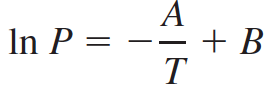 ln P = −A/T + B